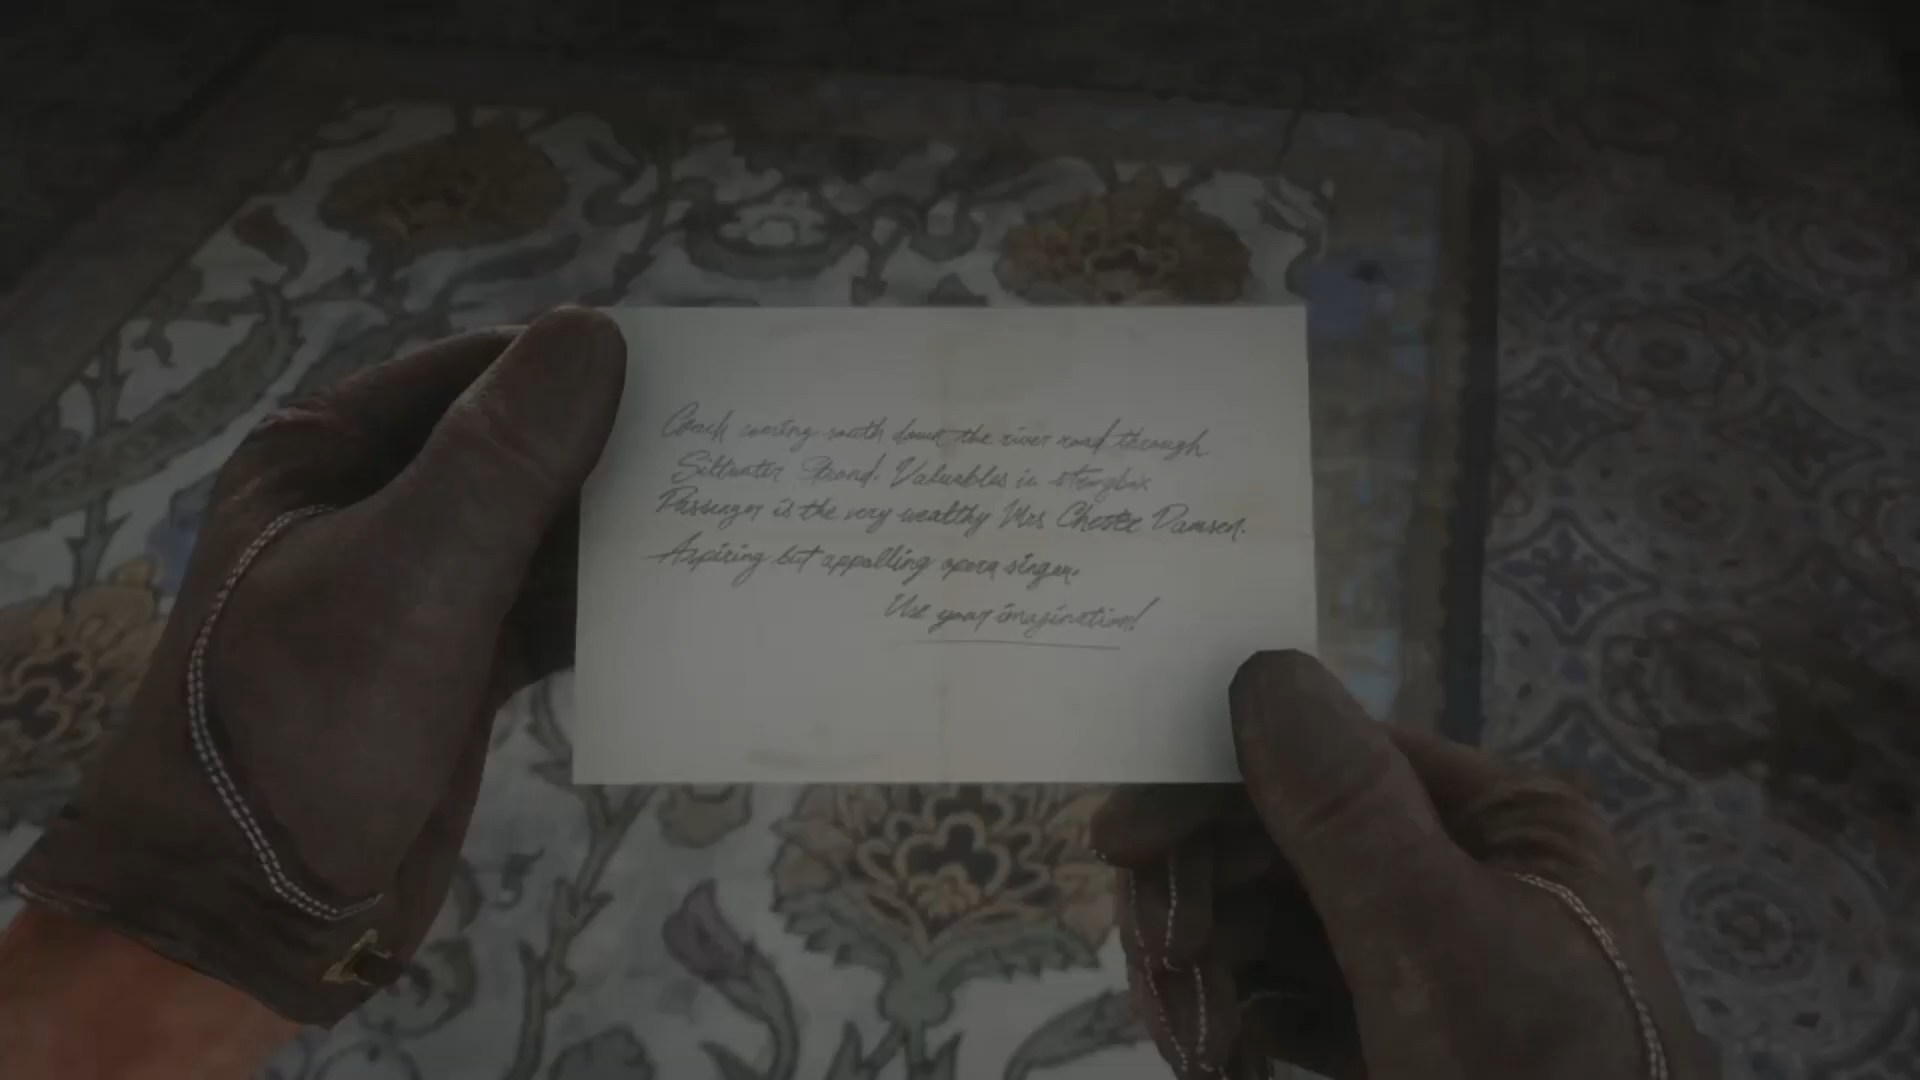 Coach coming south down the river road through
Siltwater Strand. Valuables in strongbox
Passenger is the very wealthy Mrs Damsen.
Aspiring but appalling opera singer.
Use your imagination!